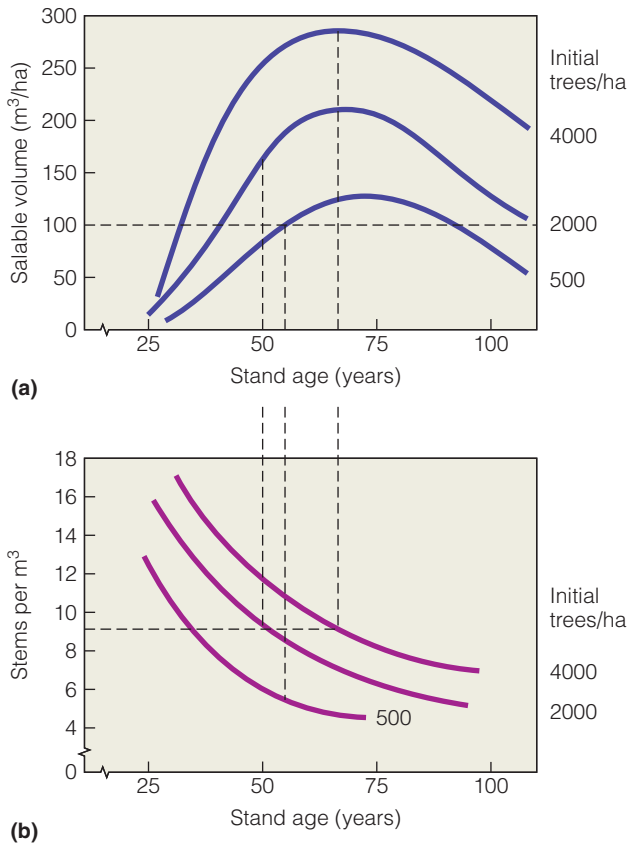 300
250
200
150
100
50
0
Salable volume (m³/ha)
Initial
trees/ha
4000
2000
500
25 50 75 100
Stand age (years)
(a)
18
16
14
12
10
8
6
4
0
Stems per m³
500
Initial
trees/ha
4000
2000
25 50 75 100
Stand age (years)
(b)